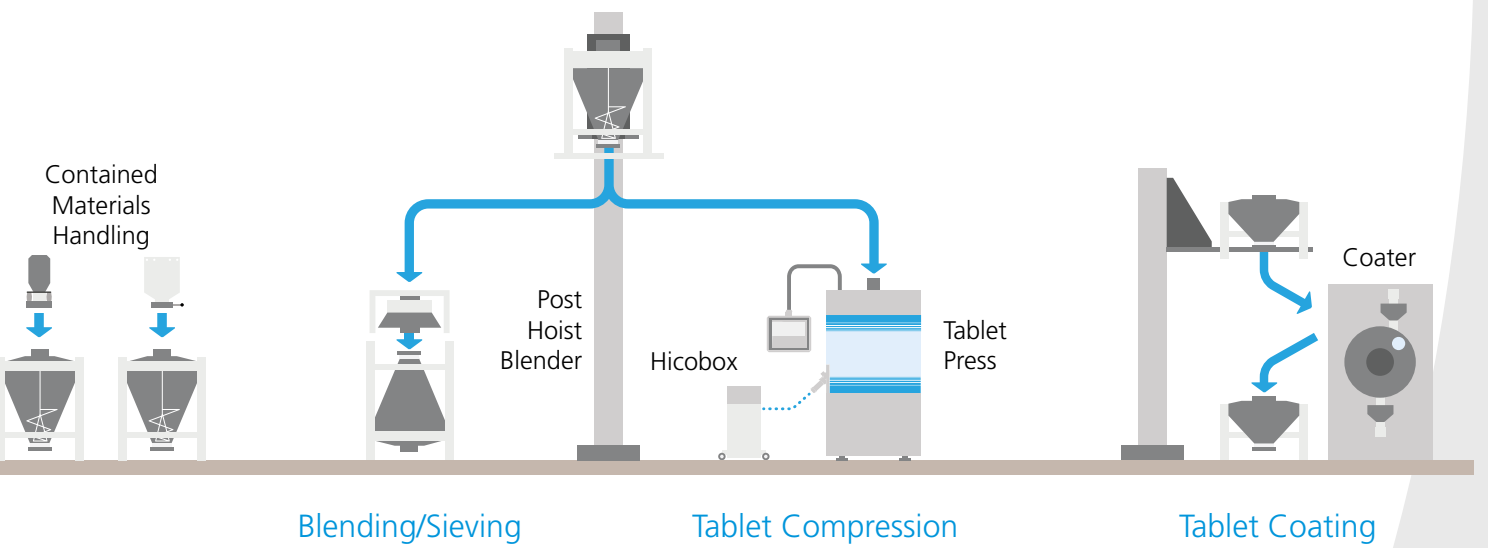 Contained
Materials
Handling
Post
Hoist
Blender
Hicobox
Tablet
Press
Coater
Blending/Sieving
Tablet Compression
Tablet Coating